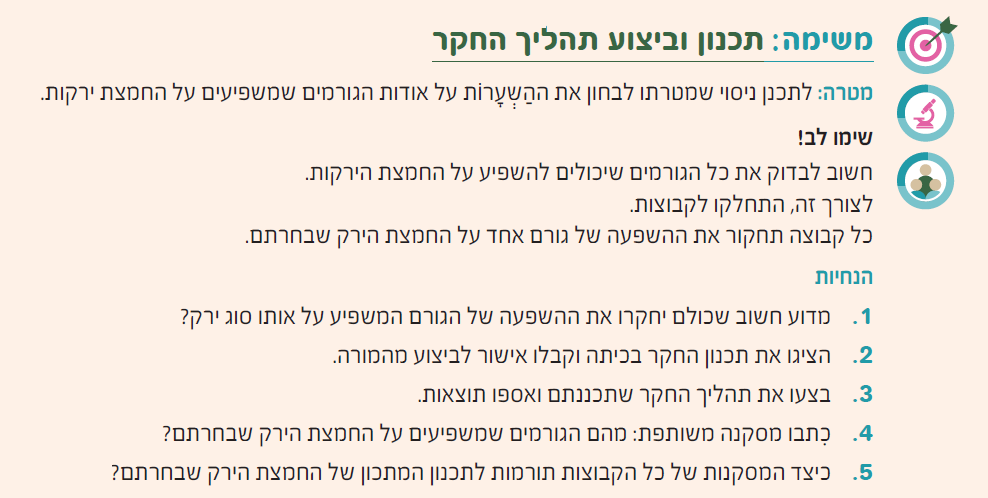 משימה: תכנון וביצוע תהליך החקר
מטרה: לתכנן ניסוי שמטרתו לבחון את ההַשְׁעָרוֹת על אודות הגורמים שמשפיעים על החמצת ירקות.
שימו לב!
חשוב לבדוק את כל הגורמים שיכולים להשפיע על החמצת הירקות.
לצורך זה, התחלקו לקבוצות.
כל קבוצה תחקור את ההשפעה של גורם אחד על החמצת הירק שבחרתם.
הנחיות
1. מדוע חשוב שכולם יחקרו את ההשפעה של הגורם המשפיע על אותו סוג ירק?
2. הציגו את תכנון החקר בכיתה וקבלו אישור לביצוע מהמורה.
3. בצעו את תהליך החקר שתכננתם ואספו תוצאות.
4. כִתבו מסקנה משותפת: מהם הגורמים שמשפיעים על החמצת הירק שבחרתם?
5. כיצד המסקנות של כל הקבוצות תורמות לתכנון המתכון של החמצת הירק שבחרתם?